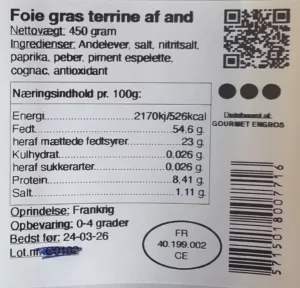 Foie gras terrine af and
Nettovægt: 450 gram
Ingredienser: Andelever, salt, nitritsalt,
paprika, peber, piment espelette,
cognac, antioxidant
Næringsindhold pr. 100g:
Energi 2170kj/526kcal
Fedt 54.6 g.
heraf mættede fedtsyrer 23 g.
Kulhydrat 0,026 g.
heraf sukkerarter 0,026 g.
Protein 8,41 g.
Salt 1,11 g.
Oprindelse: Frankrig
Opbevaring: 0-4 grader
Bedst før: 24-03-26
Lot.nr.
GOURMET ENGROS
FR
40.199.002
CE
5715018007716